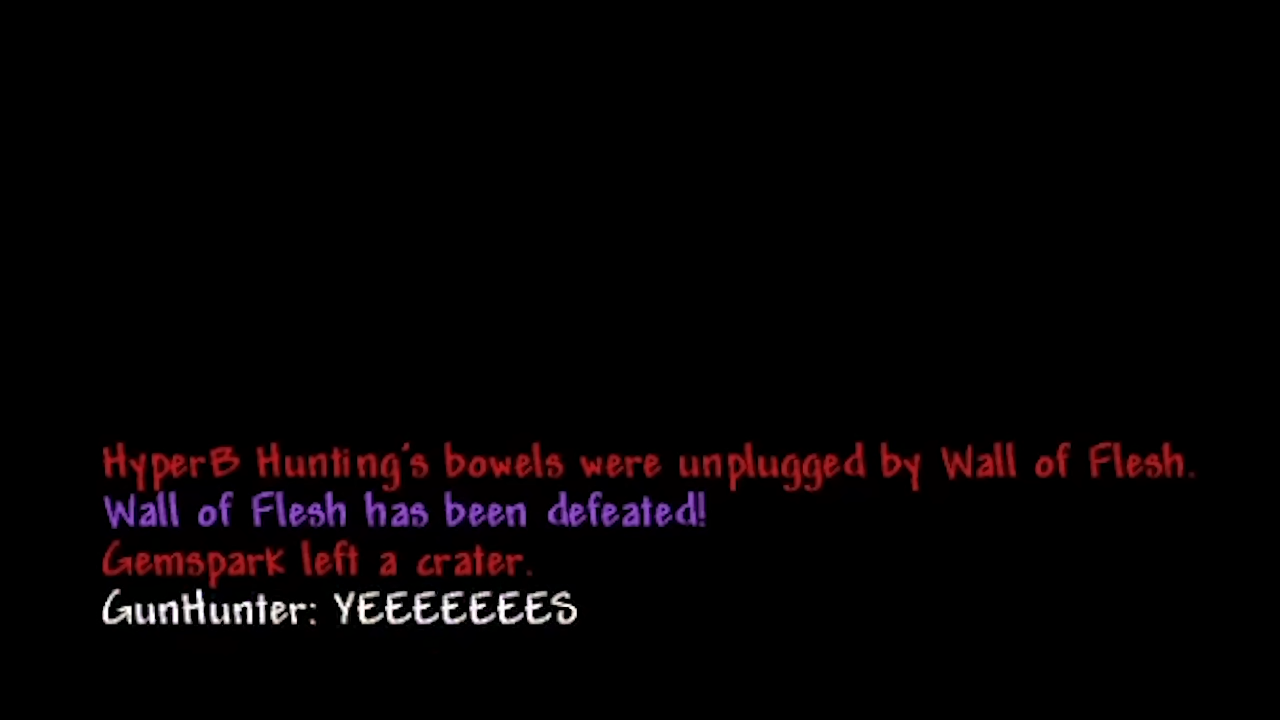 HyperB Hunting's bowels were unplugged by Wall of Flesh.
Wall of Flesh has been defeated!
Gemspark left a crater.
GunHunter: YEEEEEEES